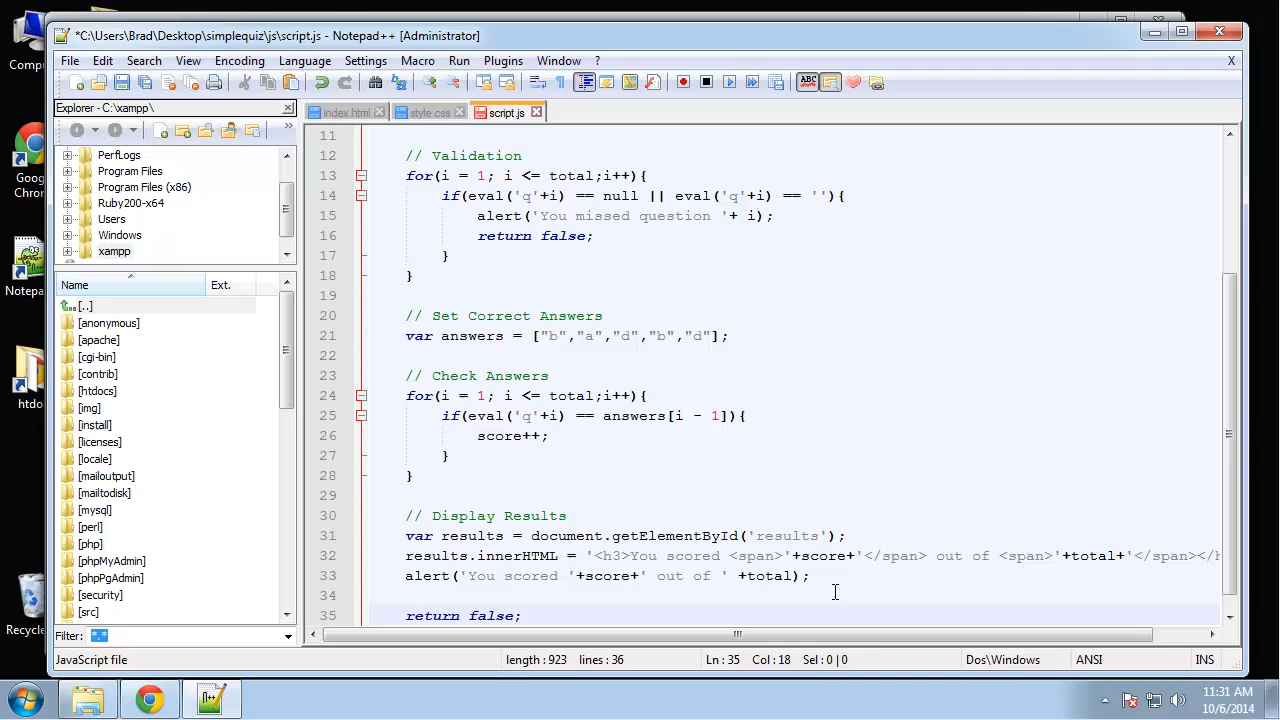 *C:\Users\Brad\Desktop\simplequiz\js\script.js - Notepad++ [Administrator]
File Edit Search View Encoding Language Settings Macro Run Plugins Window ? X
Explorer - C:\xampp\
index.html style.css script.js
PerfLogs
Program Files
Program Files (x86)
Ruby200-x64
Users
Windows
xampp
Name Ext.
[..]
[anonymous]
[apache]
[cgi-bin]
[contrib]
[htdocs]
[img]
[install]
[licenses]
[locale]
[mailoutput]
[mailtodisk]
[mysql]
[perl]
[php]
[phpMyAdmin]
[phpPgAdmin]
[security]
[src]
Filter: *.*
11
12 // Validation
13 for(i = 1; i <= total;i++){
14 if(eval('q'+i) == null || eval('q'+i) == ''){
15 alert('You missed question '+ i);
16 return false;
17 }
18 }
19
20 // Set Correct Answers
21 var answers = ["b","a","d","b","d"];
22
23 // Check Answers
24 for(i = 1; i <= total;i++){
25 if(eval('q'+i) == answers[i - 1]){
26 score++;
27 }
28 }
29
30 // Display Results
31 var results = document.getElementById('results');
32 results.innerHTML = '<h3>You scored <span>'+score+'</span> out of <span>'+total+'</span></h
33 alert('You scored '+score+' out of ' +total);
34
35 return false;
JavaScript file length : 923 lines : 36 Ln : 35 Col : 18 Sel : 0 | 0 Dos\Windows ANSI INS
Compu
Goog
Chron
Notepa
htdo
Recycle
ABC
11:31 AM
10/6/2014